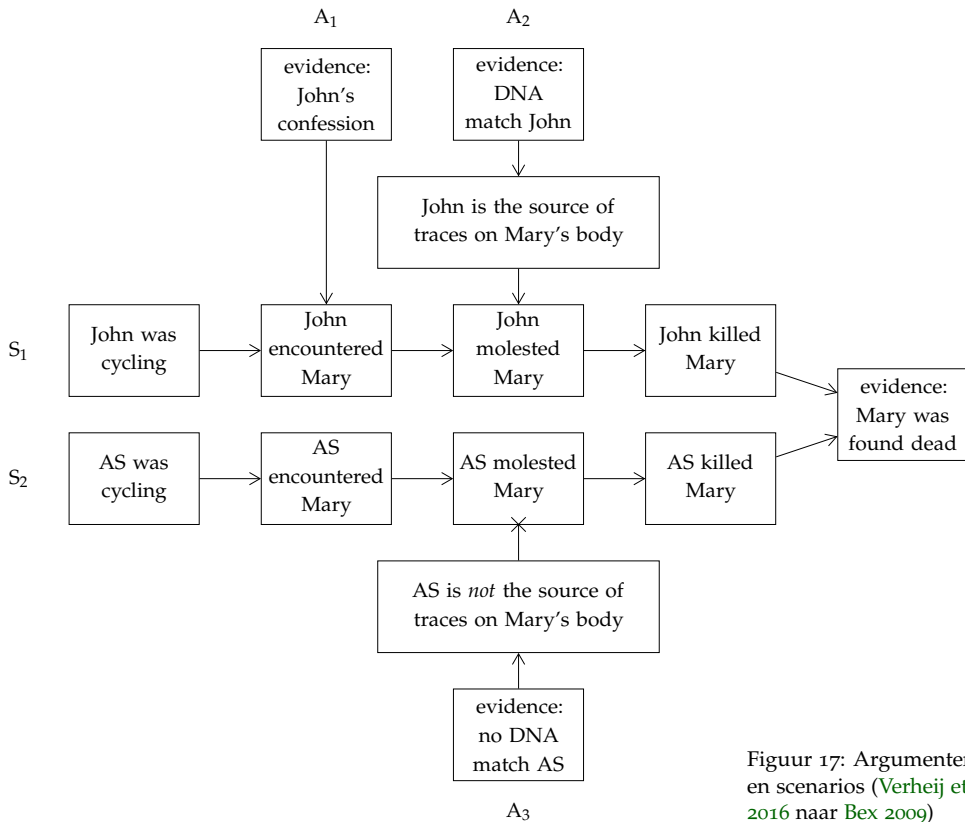 A₁
A₂
evidence:
John's
confession
evidence:
DNA
match John
John is the source of
traces on Mary's body
S₁
John was
cycling
John
encountered
Mary
John
molested
Mary
John killed
Mary
evidence:
Mary was
found dead
S₂
AS was
cycling
AS
encountered
Mary
AS molested
Mary
AS killed
Mary
AS is not the source of
traces on Mary's body
evidence:
no DNA
match AS
A₃
Figuur 17: Argumenten
en scenarios (Verheij et
2016 naar Bex 2009)